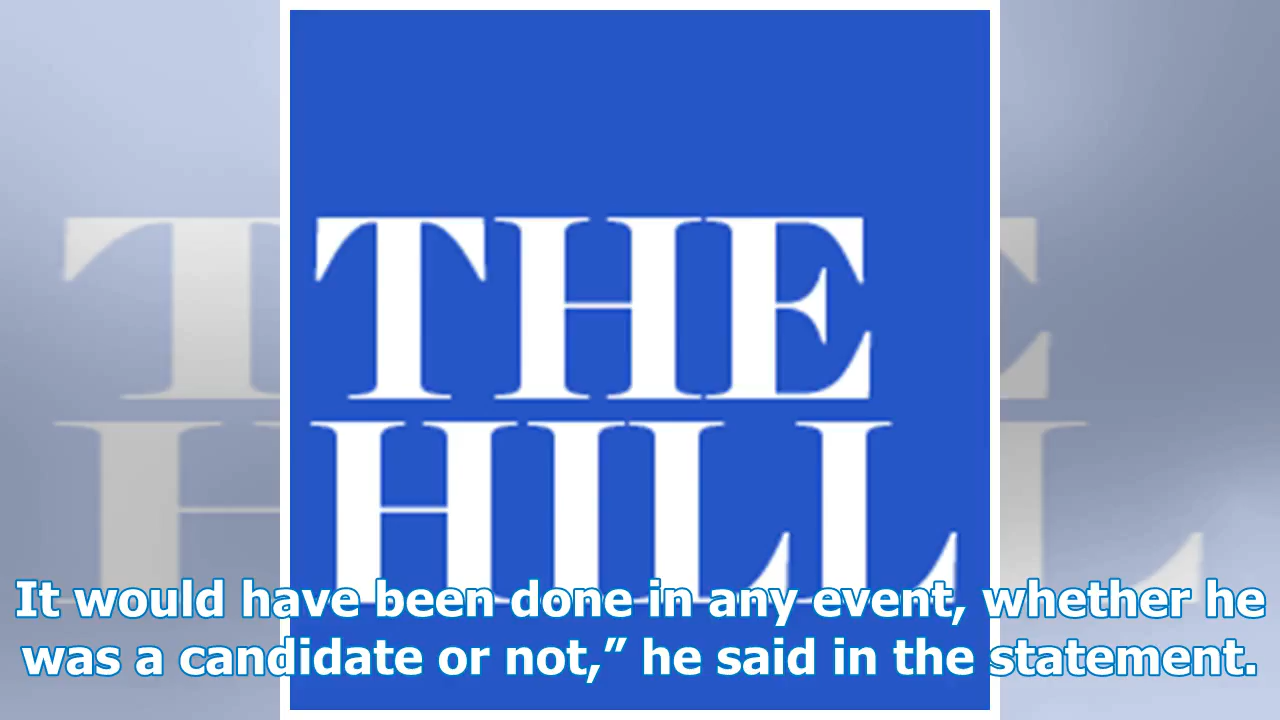 THE
HILL
It would have been done in any event, whether he
was a candidate or not,” he said in the statement.